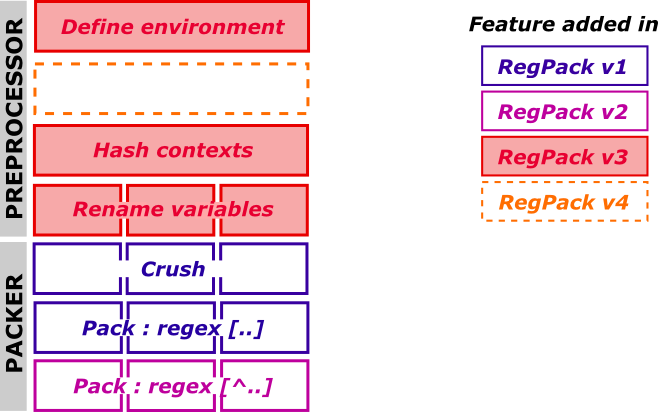 PREPROCESSOR
Define environment
Hash contexts
Rename variables
PACKER
Crush
Pack : regex [..]
Pack : regex [^..]
Feature added in
RegPack v1
RegPack v2
RegPack v3
RegPack v4